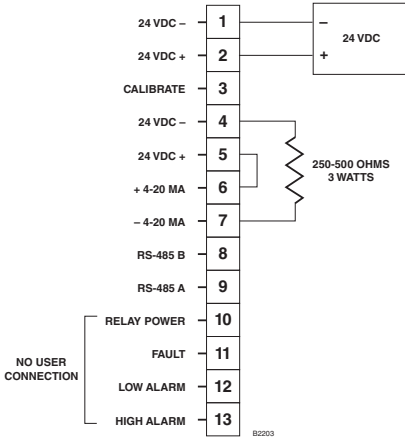 24 VDC – 1
24 VDC + 2
CALIBRATE 3
24 VDC – 4
24 VDC + 5
+ 4-20 MA 6
– 4-20 MA 7
RS-485 B 8
RS-485 A 9
RELAY POWER 10
FAULT 11
LOW ALARM 12
HIGH ALARM 13
–
24 VDC
+
250-500 OHMS
3 WATTS
NO USER
CONNECTION
B2203